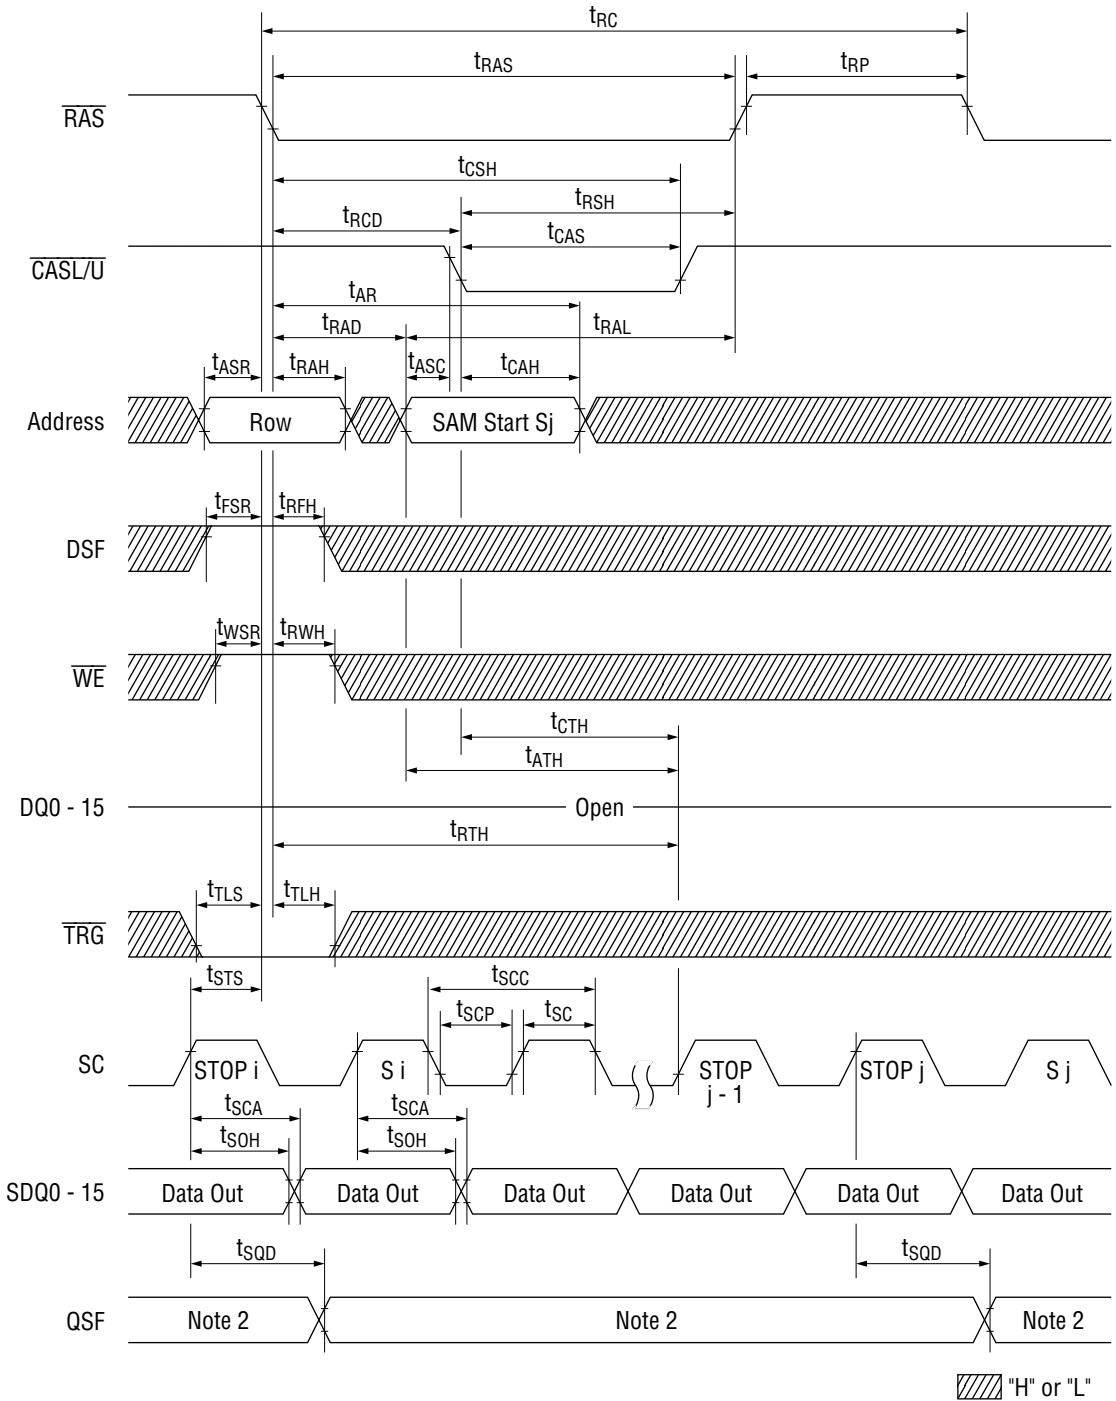 tRC
tRAS tRP
RAS
tCSH
tRSH
tRCD
tCAS
CASL/U
tAR
tRAD tRAL
tASR tRAH tASC tCAH
Address Row SAM Start Sj
tFSR tRFH
DSF
tWSR tRWH
WE
tCTH
tATH
DQ0 - 15 Open
tRTH
tTLS tTLH
TRG
tSTS tSCC
tSCP tSC
SC STOP i S i STOP j - 1 STOP j S j
tSCA tSCA
tSOH tSOH
SDQ0 - 15 Data Out Data Out Data Out Data Out Data Out Data Out
tSQD tSQD
QSF Note 2 Note 2 Note 2
"H" or "L"